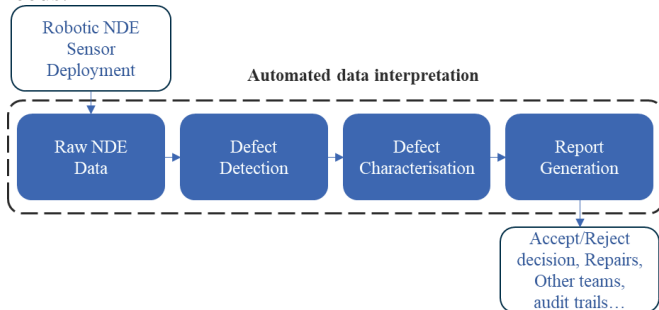 Robotic NDE
Sensor
Deployment
Automated data interpretation
Raw NDE
Data
Defect
Detection
Defect
Characterisation
Report
Generation
Accept/Reject
decision, Repairs,
Other teams,
audit trails…